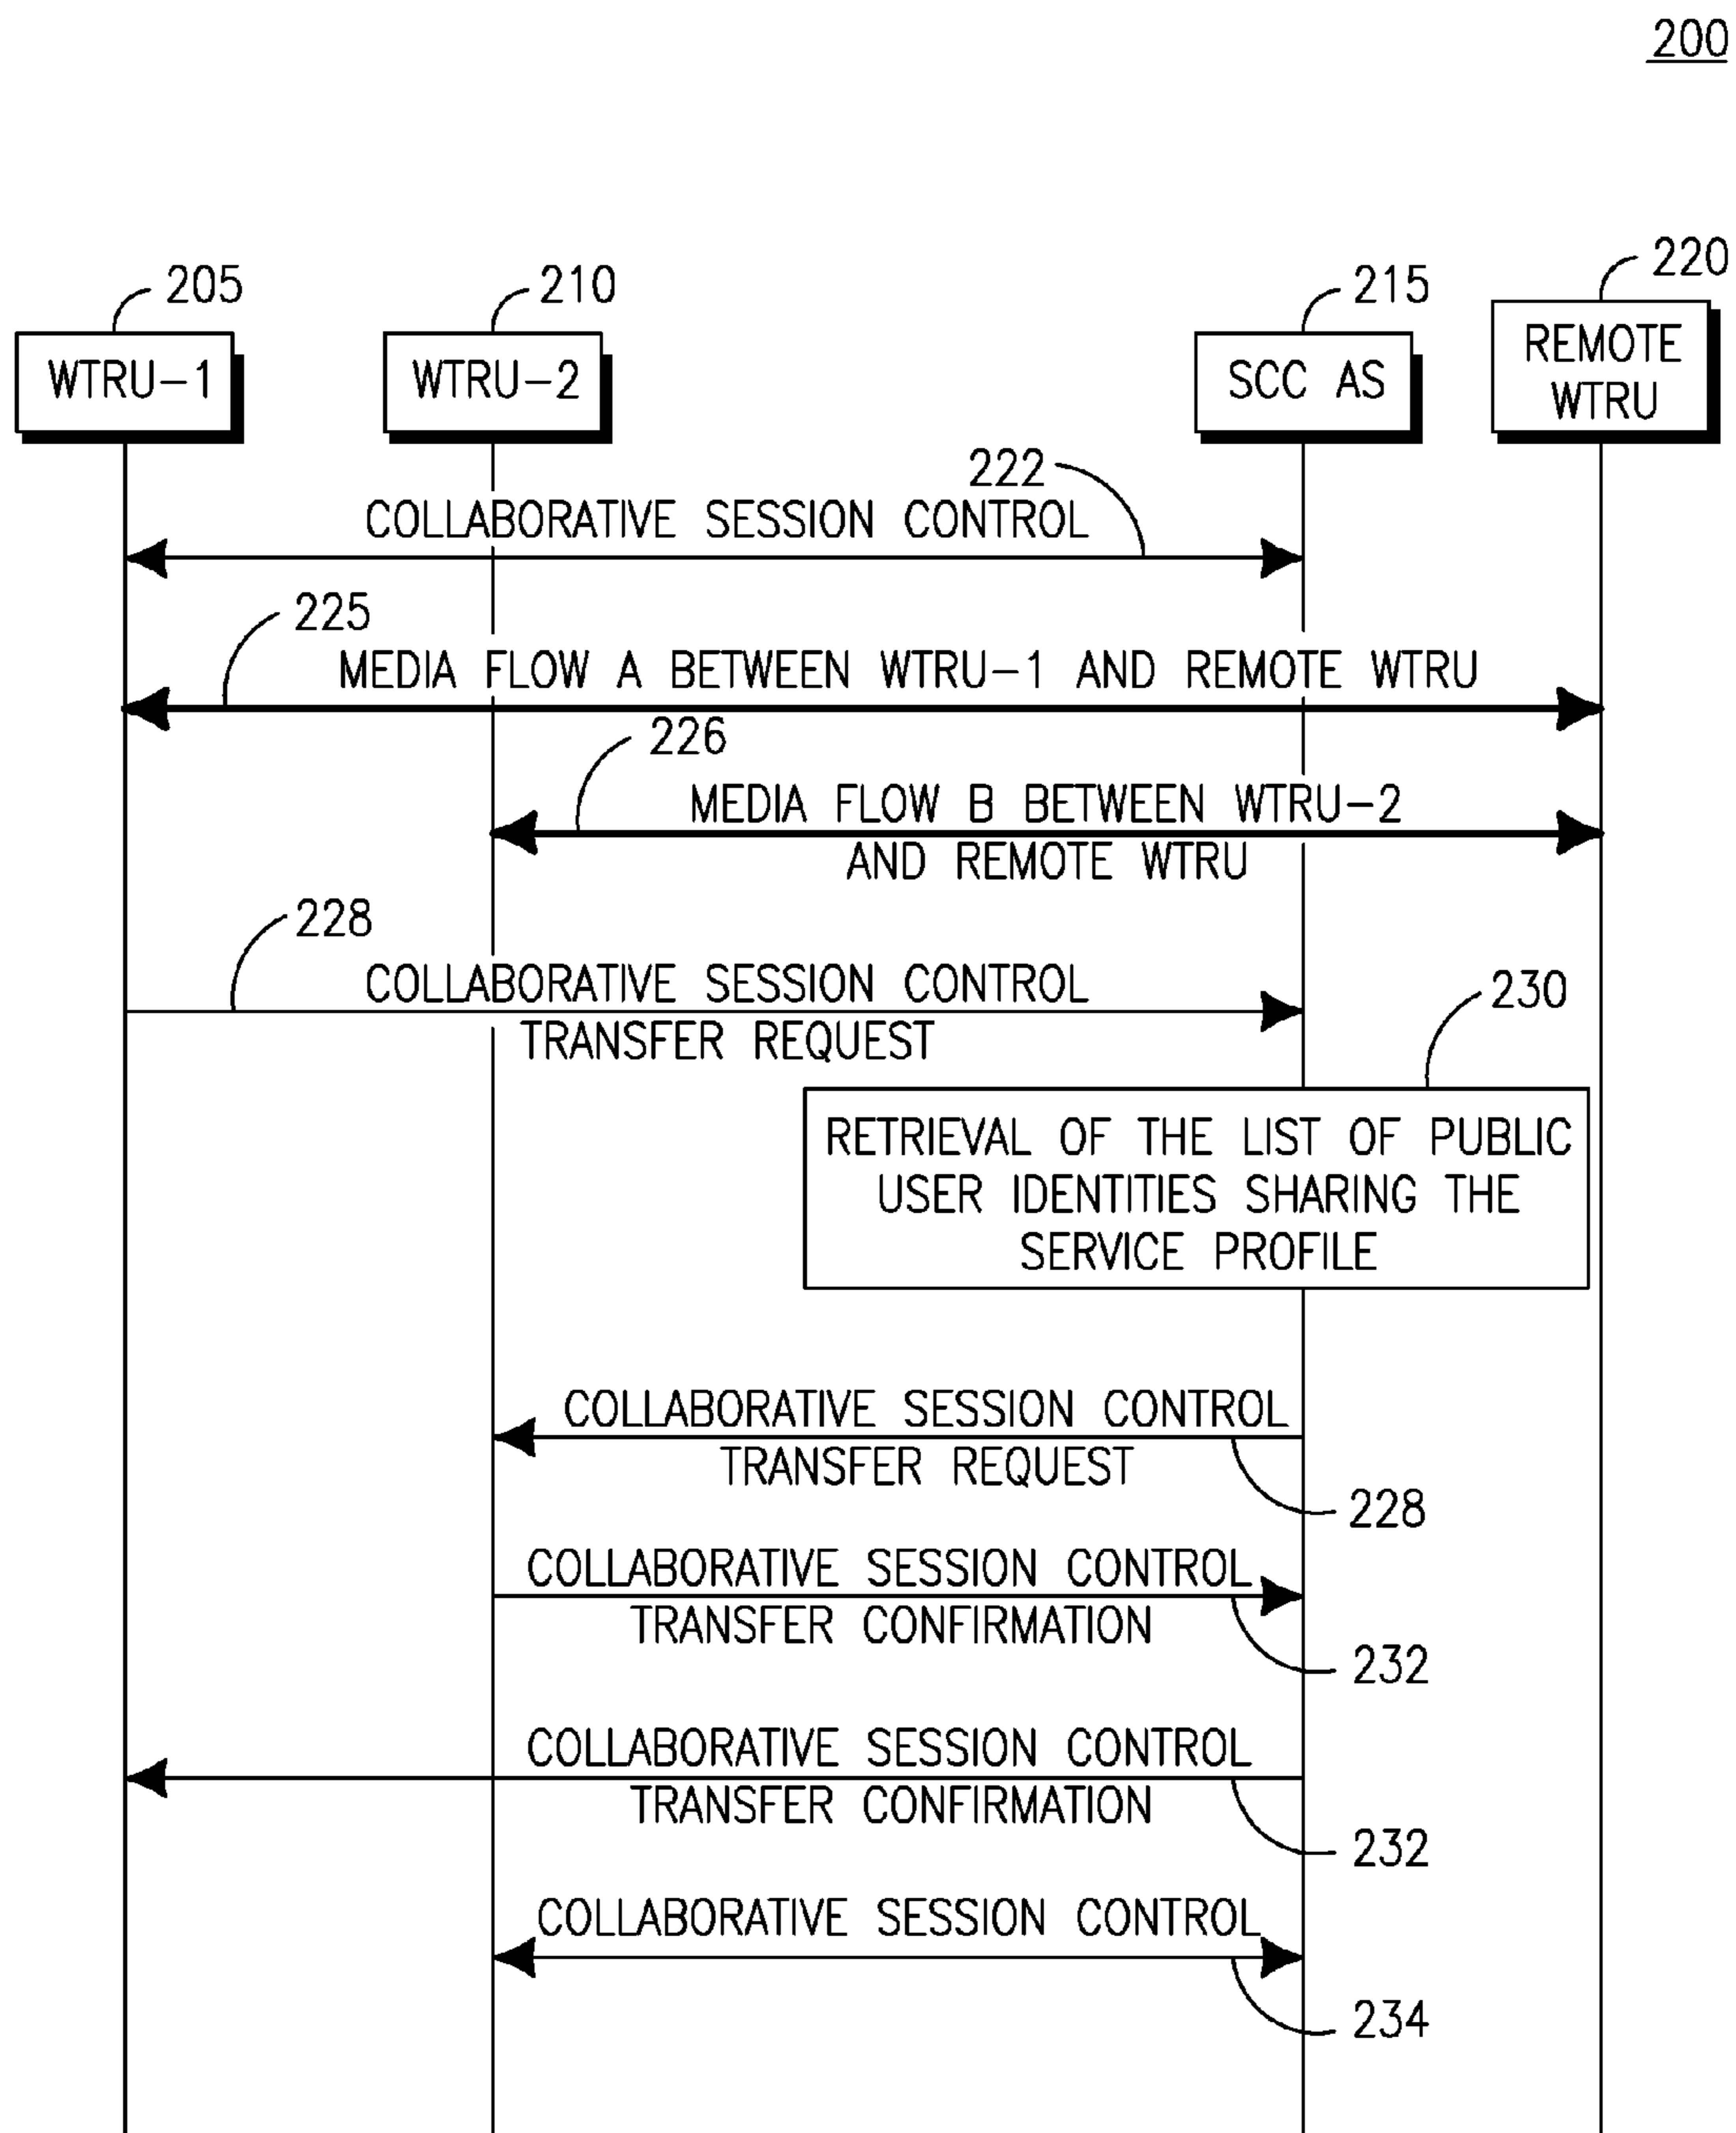 200
205
210
215
220
WTRU-1
WTRU-2
SCC AS
REMOTE
WTRU
222
COLLABORATIVE SESSION CONTROL
225
MEDIA FLOW A BETWEEN WTRU-1 AND REMOTE WTRU
226
MEDIA FLOW B BETWEEN WTRU-2
AND REMOTE WTRU
228
COLLABORATIVE SESSION CONTROL
TRANSFER REQUEST
230
RETRIEVAL OF THE LIST OF PUBLIC
USER IDENTITIES SHARING THE
SERVICE PROFILE
COLLABORATIVE SESSION CONTROL
TRANSFER REQUEST
228
COLLABORATIVE SESSION CONTROL
TRANSFER CONFIRMATION
232
COLLABORATIVE SESSION CONTROL
TRANSFER CONFIRMATION
232
COLLABORATIVE SESSION CONTROL
234